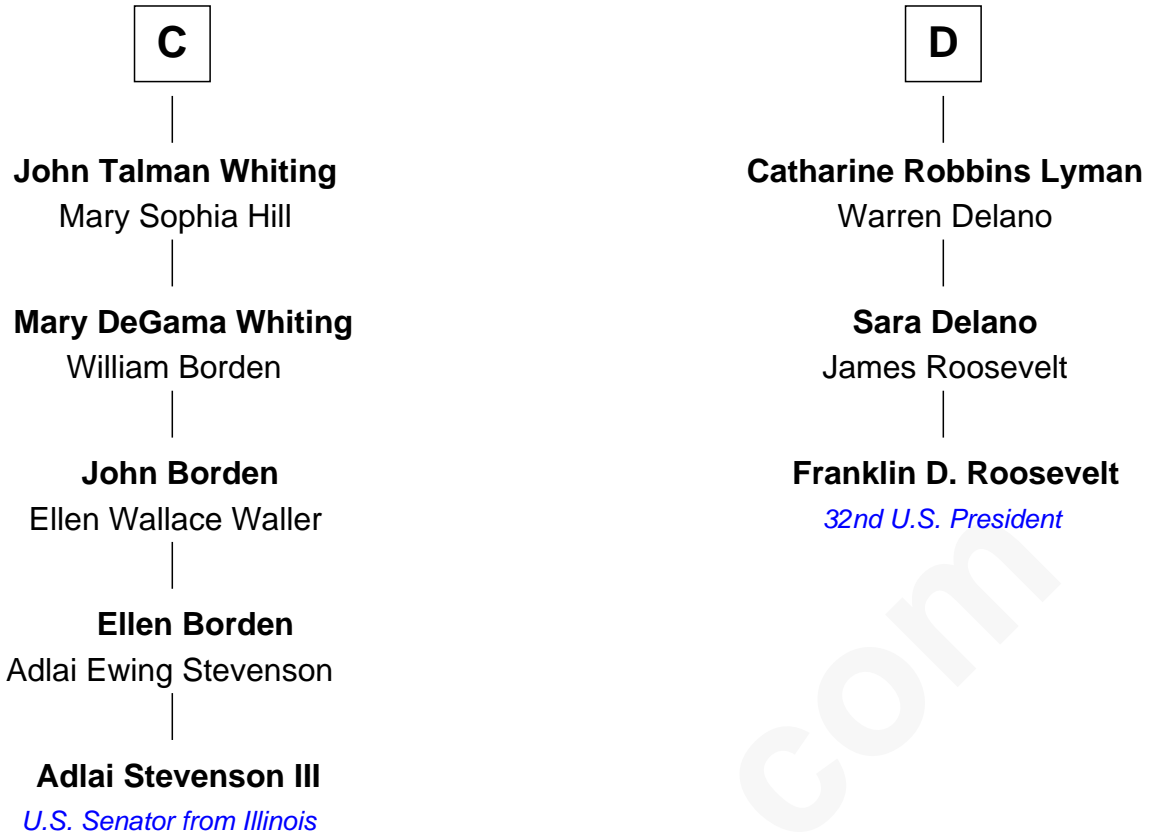 C
John Talman Whiting
Mary Sophia Hill
Mary DeGama Whiting
William Borden
John Borden
Ellen Wallace Waller
Ellen Borden
Adlai Ewing Stevenson
Adlai Stevenson III
U.S. Senator from Illinois
D
Catharine Robbins Lyman
Warren Delano
Sara Delano
James Roosevelt
Franklin D. Roosevelt
32nd U.S. President
com